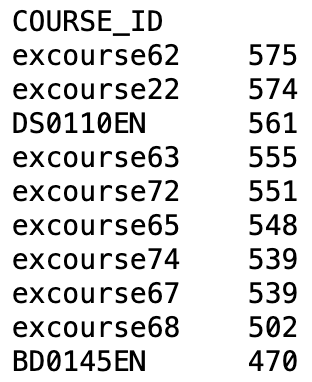 COURSE_ID
excourse62 575
excourse22 574
DS0110EN 561
excourse63 555
excourse72 551
excourse65 548
excourse74 539
excourse67 539
excourse68 502
BD0145EN 470